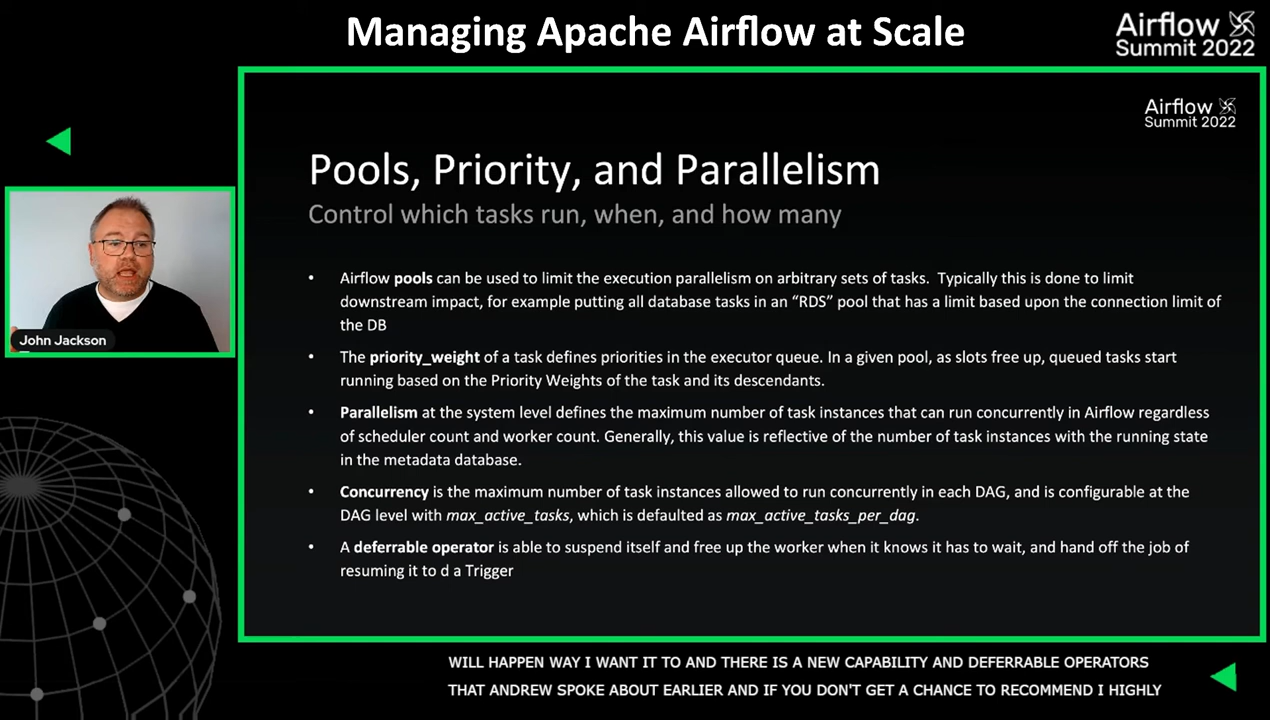 Managing Apache Airflow at Scale
Airflow
Summit 2022
Airflow
Summit 2022
Pools, Priority, and Parallelism
Control which tasks run, when, and how many
John Jackson
• Airflow pools can be used to limit the execution parallelism on arbitrary sets of tasks.  Typically this is done to limit
downstream impact, for example putting all database tasks in an “RDS” pool that has a limit based upon the connection limit of
the DB
• The priority_weight of a task defines priorities in the executor queue. In a given pool, as slots free up, queued tasks start
running based on the Priority Weights of the task and its descendants.
• Parallelism at the system level defines the maximum number of task instances that can run concurrently in Airflow regardless
of scheduler count and worker count. Generally, this value is reflective of the number of task instances with the running state
in the metadata database.
• Concurrency is the maximum number of task instances allowed to run concurrently in each DAG, and is configurable at the
DAG level with max_active_tasks, which is defaulted as max_active_tasks_per_dag.
• A deferrable operator is able to suspend itself and free up the worker when it knows it has to wait, and hand off the job of
resuming it to d a Trigger
WILL HAPPEN WAY I WANT IT TO AND THERE IS A NEW CAPABILITY AND DEFERRABLE OPERATORS
THAT ANDREW SPOKE ABOUT EARLIER AND IF YOU DON'T GET A CHANCE TO RECOMMEND I HIGHLY